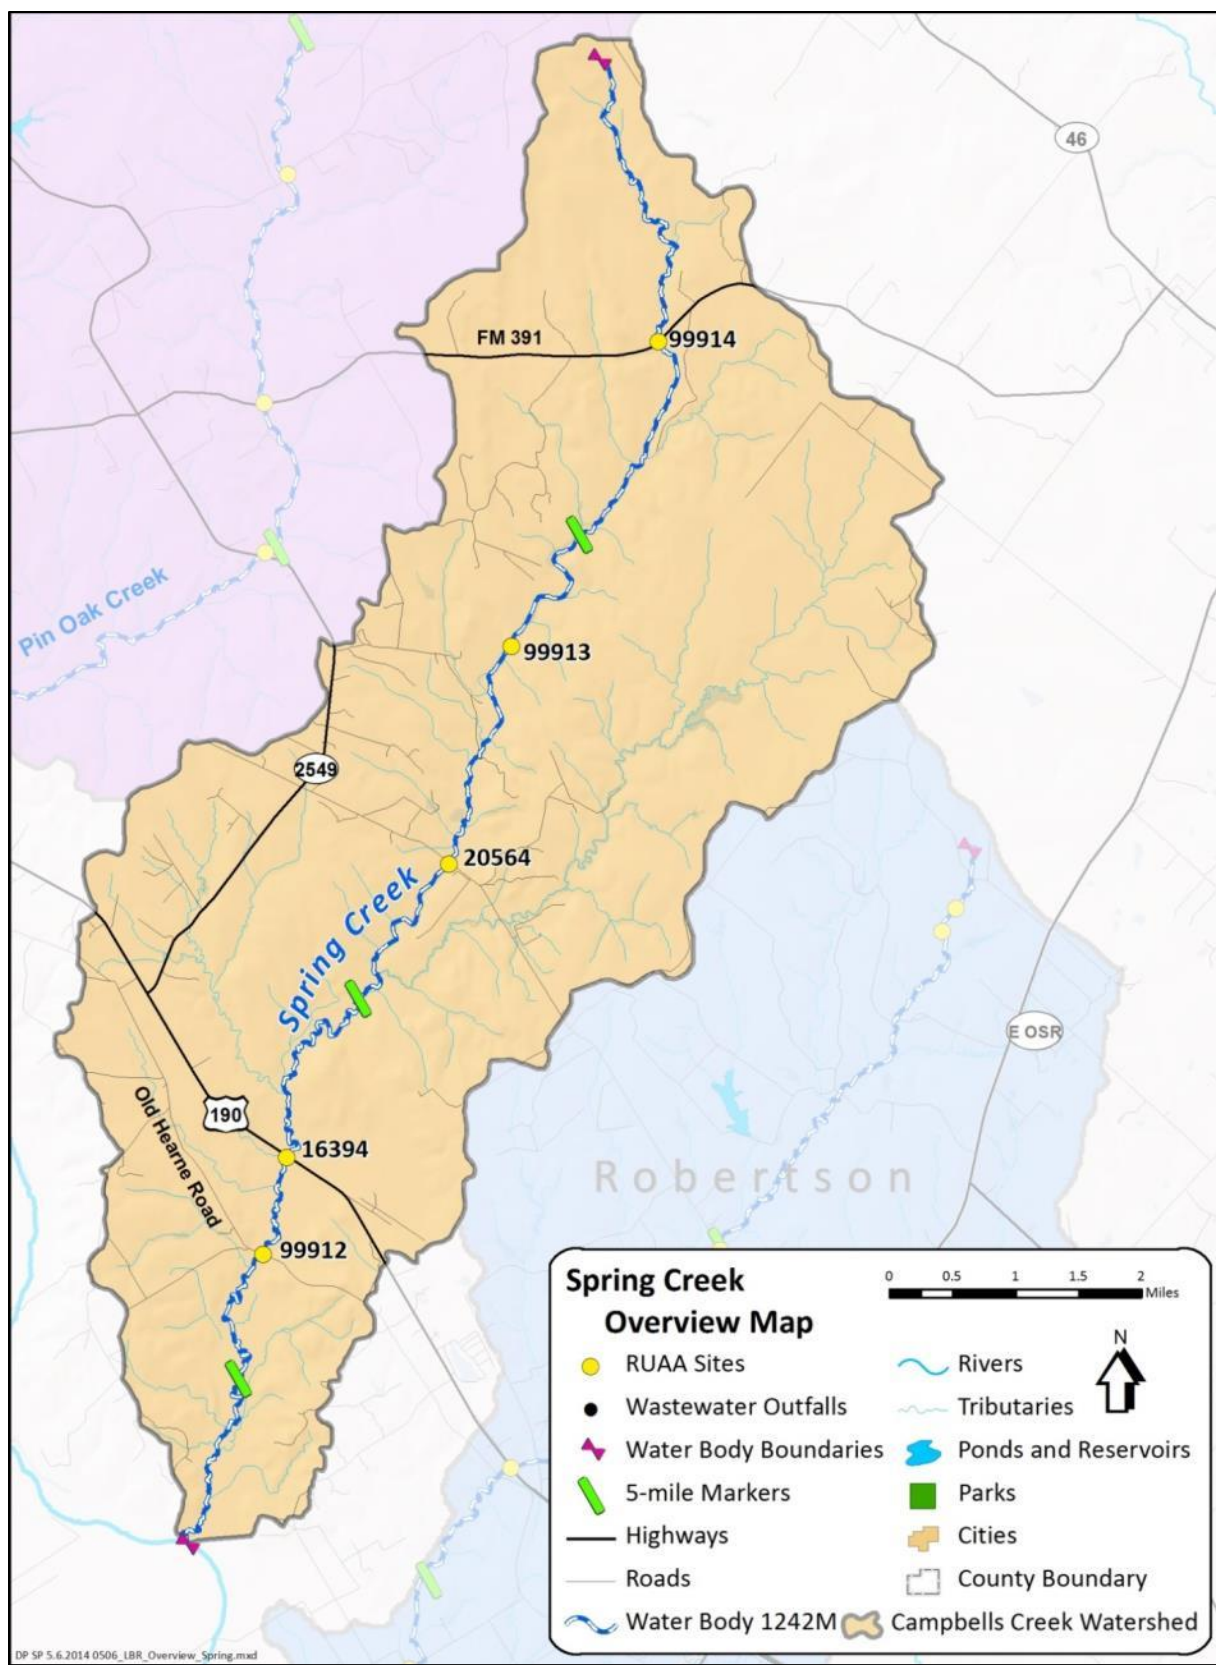 46
FM 391
99914
Pin Oak Creek
99913
2549
20564
Spring Creek
E OSR
Old Hearne Road
190
16394
Robertson
99912
Spring Creek
Overview Map
0 0.5 1 1.5 2
Miles
N
RUAA Sites
Rivers
Wastewater Outfalls
Tributaries
Water Body Boundaries
Ponds and Reservoirs
5-mile Markers
Parks
Highways
Cities
Roads
County Boundary
Water Body 1242M
Campbells Creek Watershed
DP SP 5.6.2014 0506_LBR_Overview_Spring.mxd